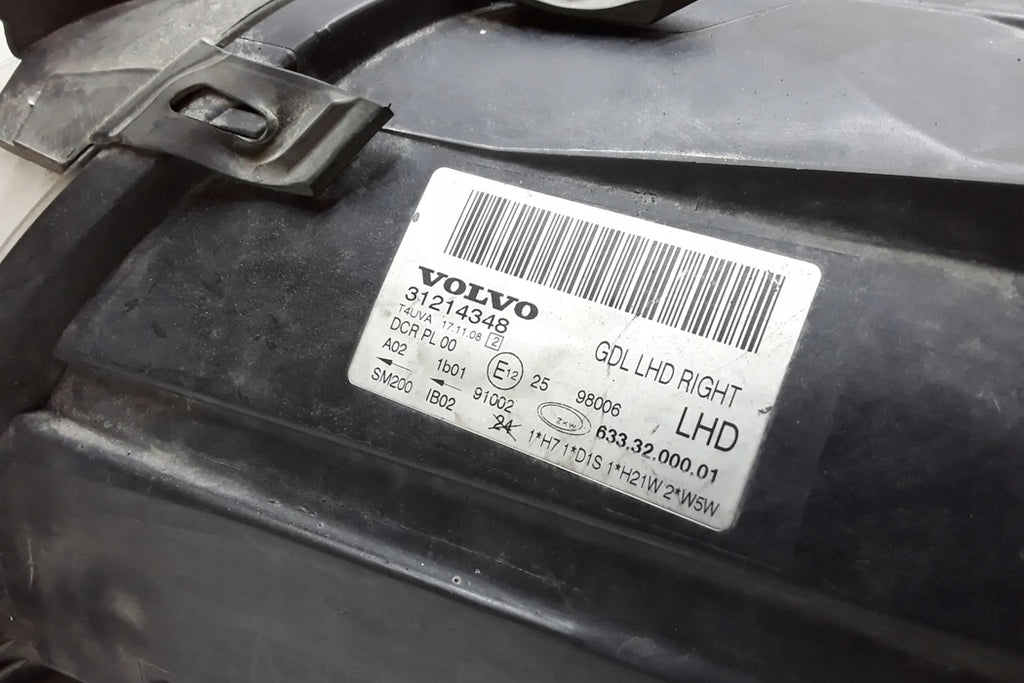 VOLVO
31214348
T4UVA 17.11.08 2
DCR PL 00
GDL LHD RIGHT
A02 1b01 E12 25 98006 LHD
SM200 IB02 91002 ZKW 633.32.000.01
24 1*H7 1*D1S 1*H21W 2*W5W